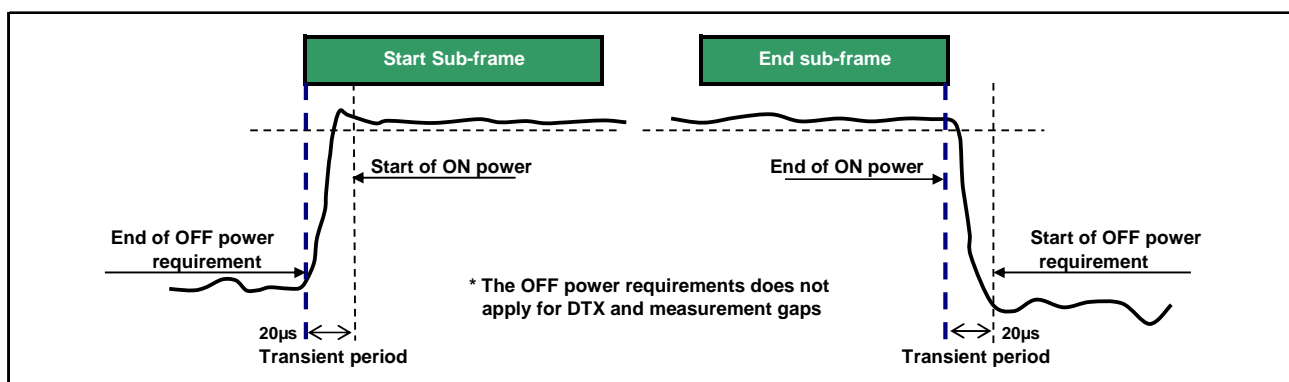 Start Sub-frame
End sub-frame
Start of ON power
End of ON power
End of OFF power
requirement
Start of OFF power
requirement
* The OFF power requirements does not
apply for DTX and measurement gaps
20µs
Transient period
20µs
Transient period